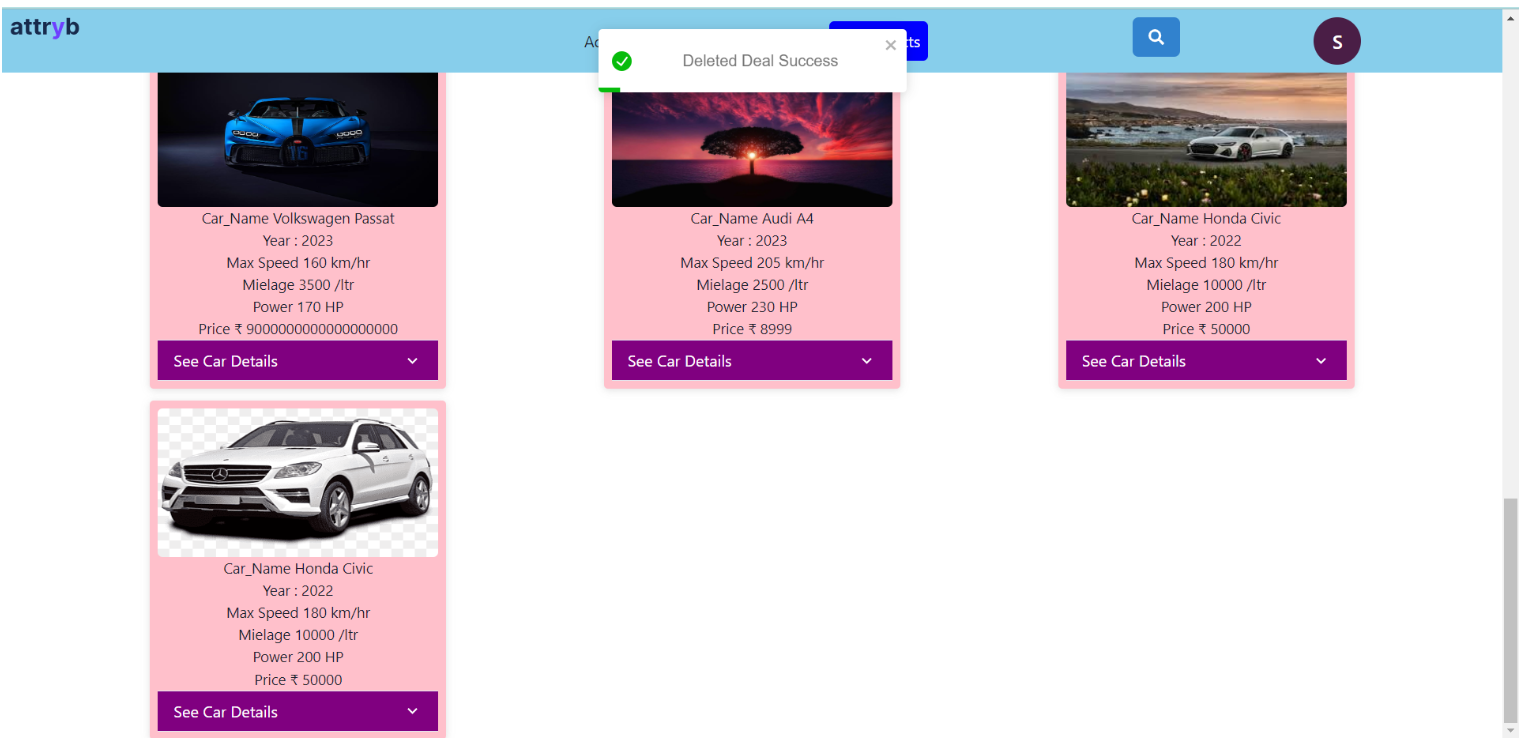 attryb
Deleted Deal Success
S
Car_Name Volkswagen Passat
Year : 2023
Max Speed 160 km/hr
Mielage 3500 /ltr
Power 170 HP
Price ₹ 9000000000000000000
See Car Details
Car_Name Audi A4
Year : 2023
Max Speed 205 km/hr
Mielage 2500 /ltr
Power 230 HP
Price ₹ 8999
See Car Details
Car_Name Honda Civic
Year : 2022
Max Speed 180 km/hr
Mielage 10000 /ltr
Power 200 HP
Price ₹ 50000
See Car Details
16
Car_Name Honda Civic
Year : 2022
Max Speed 180 km/hr
Mielage 10000 /ltr
Power 200 HP
Price ₹ 50000
See Car Details